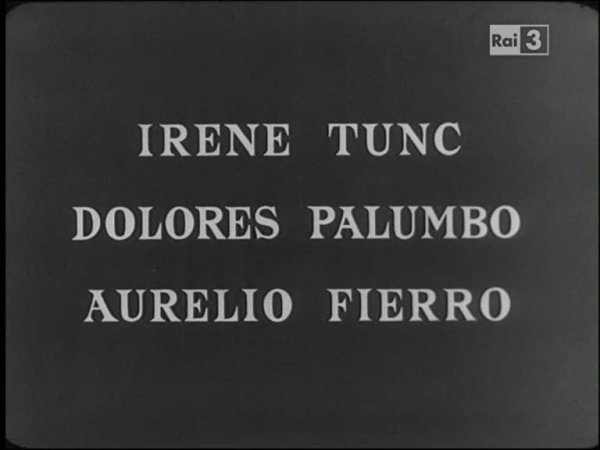 Rai 3
IRENE TUNC
DOLORES PALUMBO
AURELIO FIERRO